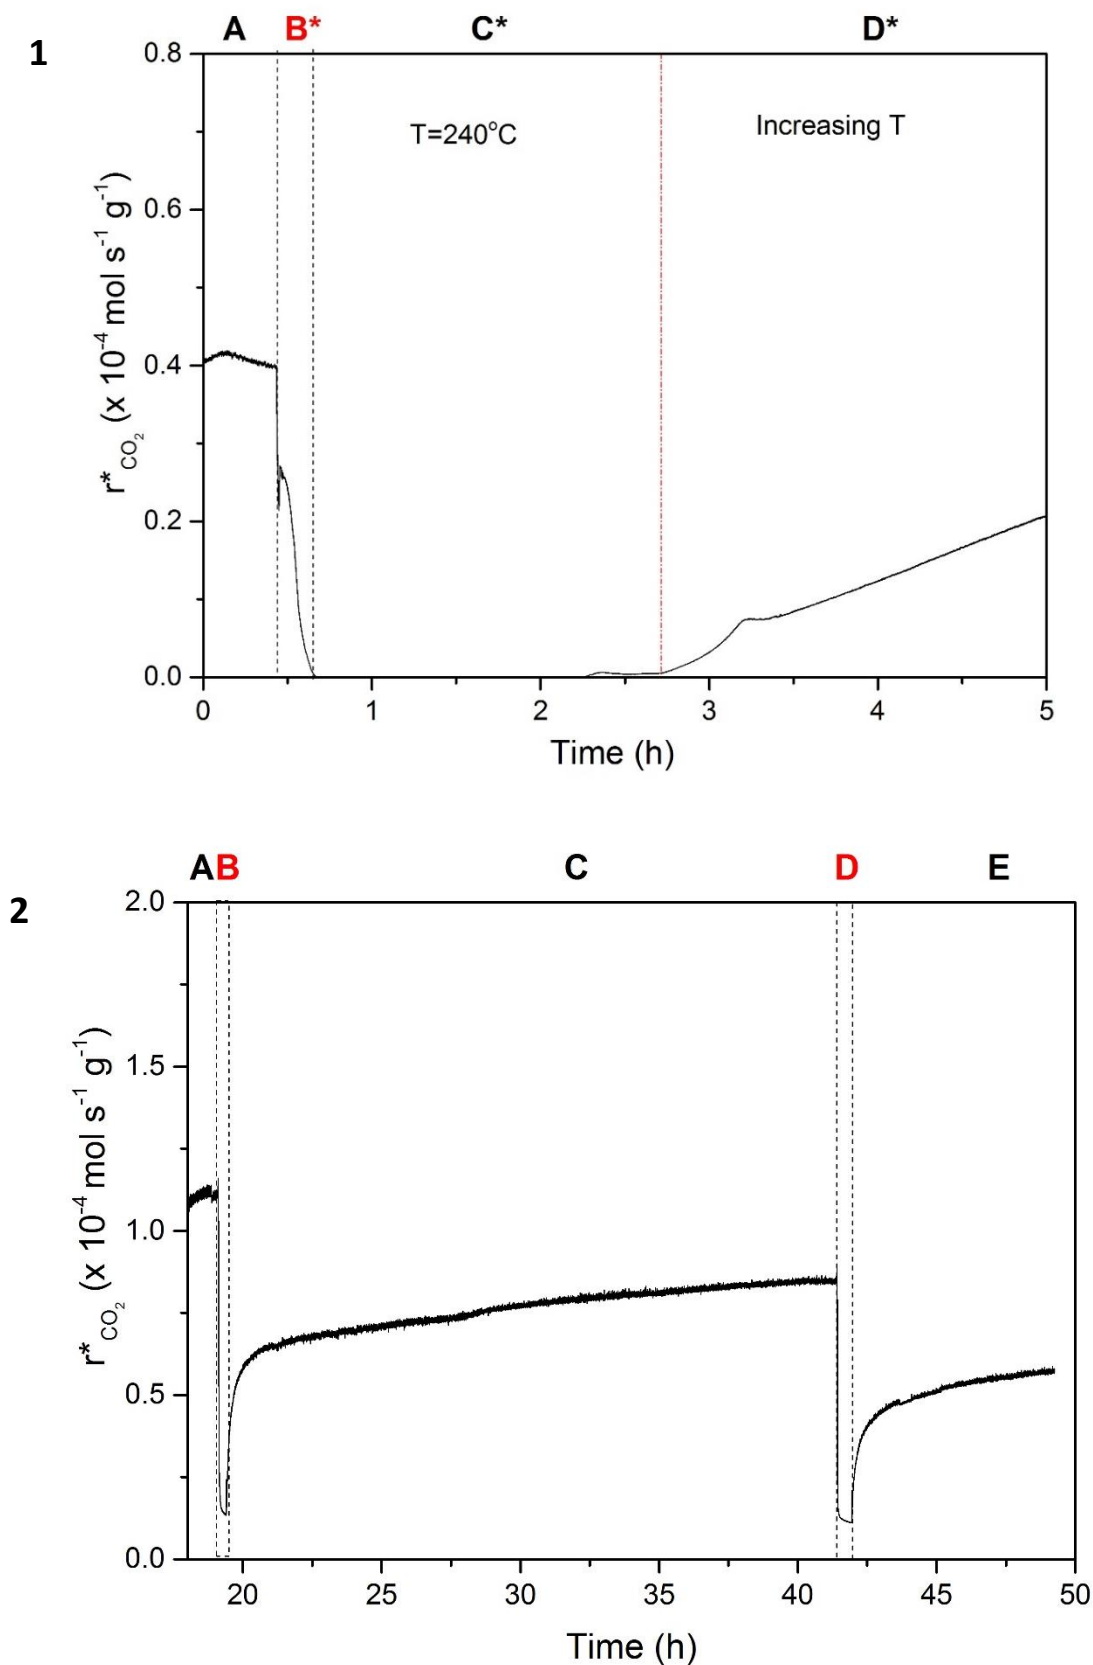 A B* C* D*
1
T=240°C
Increasing T
r*CO2 (x 10-4 mol s-1 g-1)
0.8
0.6
0.4
0.2
0.0
0 1 2 3 4 5
Time (h)
A B C D E
2
r*CO2 (x 10-4 mol s-1 g-1)
2.0
1.5
1.0
0.5
0.0
20 25 30 35 40 45 50
Time (h)